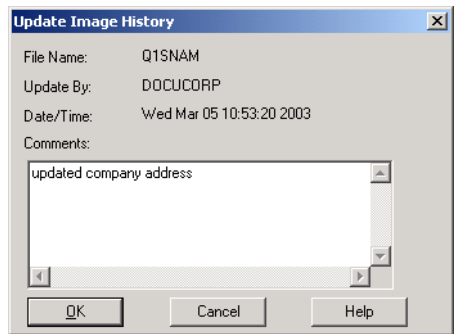 Update Image History
File Name: Q1SNAM
Update By: DOCUCORP
Date/Time: Wed Mar 05 10:53:20 2003
Comments:
updated company address
OK Cancel Help